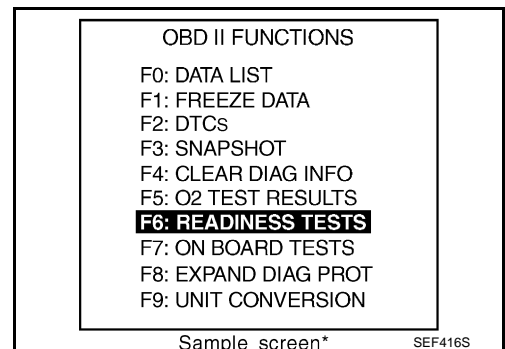 OBD II FUNCTIONS
F0: DATA LIST
F1: FREEZE DATA
F2: DTCs
F3: SNAPSHOT
F4: CLEAR DIAG INFO
F5: O2 TEST RESULTS
F6: READINESS TESTS
F7: ON BOARD TESTS
F8: EXPAND DIAG PROT
F9: UNIT CONVERSION
Sample screen*
SEF416S